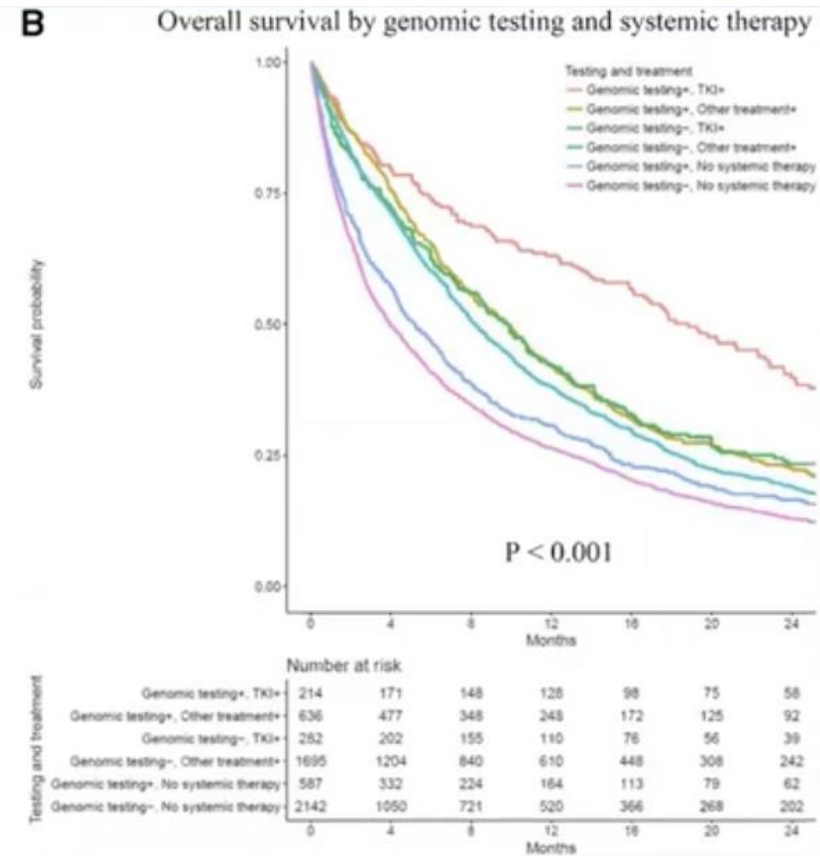 B
Overall survival by genomic testing and systemic therapy
Testing and treatment
Genomic testing+, TKI+
Genomic testing+, Other treatment+
Genomic testing-, TKI+
Genomic testing-, Other treatment+
Genomic testing+, No systemic therapy
Genomic testing-, No systemic therapy
Survival probability
1.00
0.75
0.50
0.25
0.00
P < 0.001
0 4 8 12 16 20 24
Months
Number at risk
Testing and treatment
Genomic testing+, TKI+ 214 171 148 128 98 75 58
Genomic testing+, Other treatment+ 636 477 348 248 172 125 92
Genomic testing-, TKI+ 282 202 155 110 76 56 39
Genomic testing-, Other treatment+ 1695 1204 840 610 448 308 242
Genomic testing+, No systemic therapy 587 332 224 164 113 79 62
Genomic testing-, No systemic therapy 2142 1050 721 520 366 268 202
0 4 8 12 16 20 24
Months